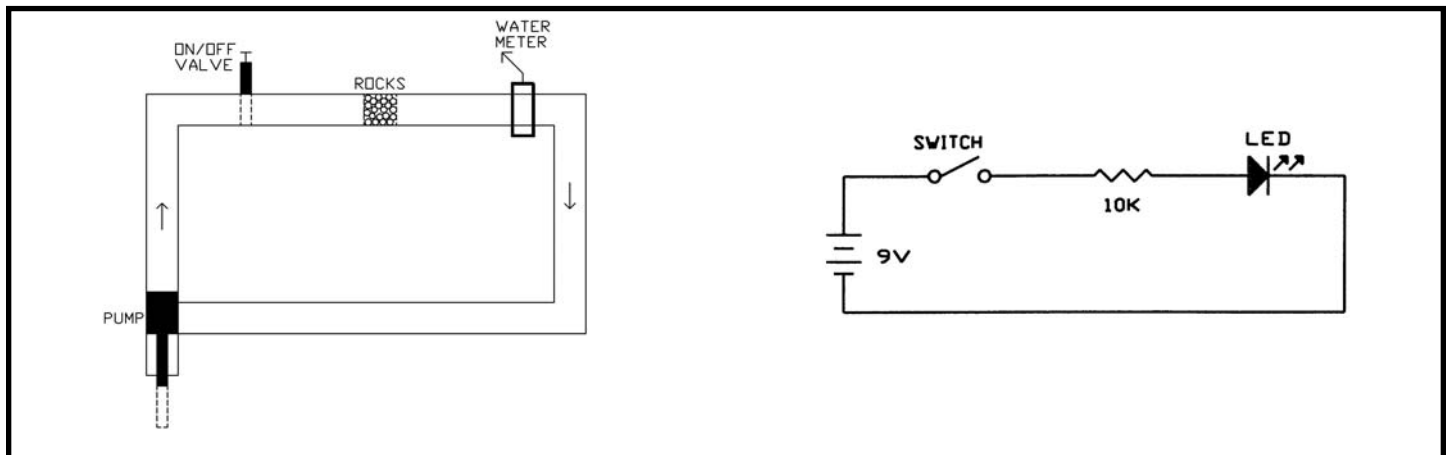 ON/OFF
VALVE
ROCKS
WATER
METER
PUMP
SWITCH
LED
10K
9V